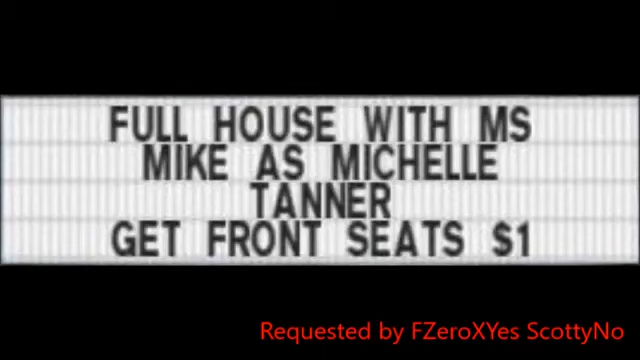 FULL HOUSE WITH MS
MIKE AS MICHELLE
TANNER
GET FRONT SEATS $1
Requested by FZeroXYes ScottyNo